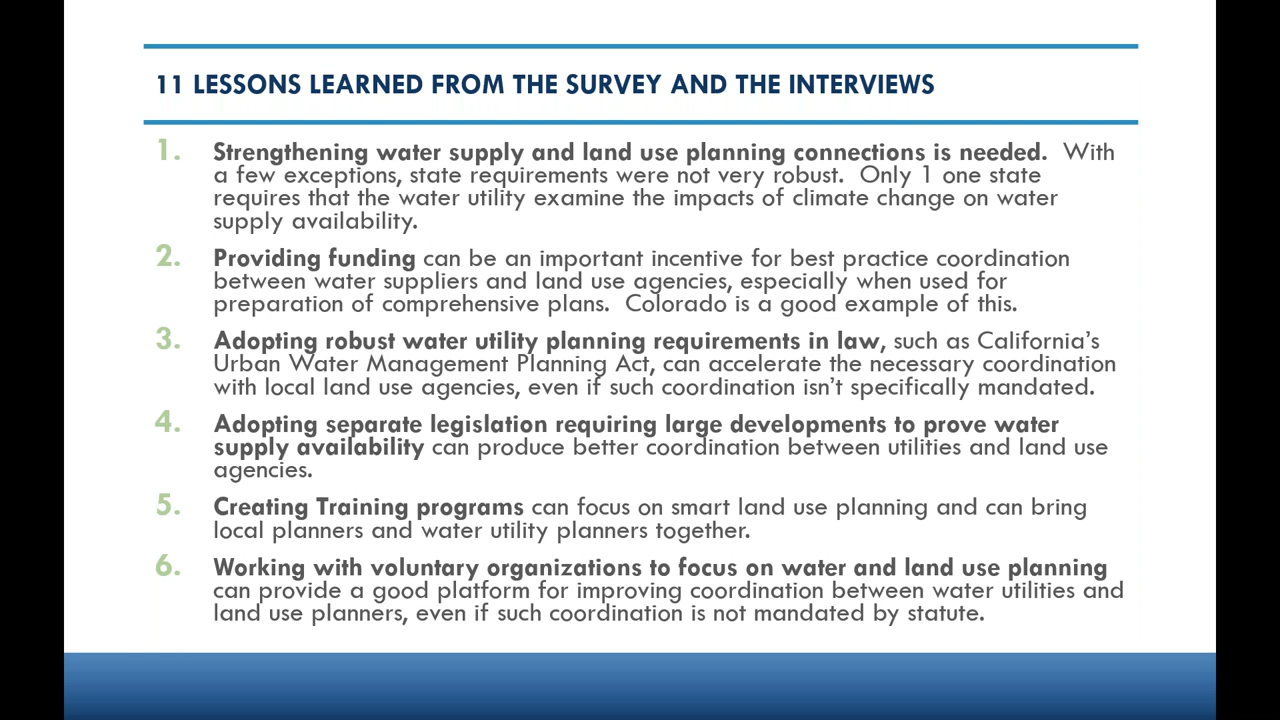 11 LESSONS LEARNED FROM THE SURVEY AND THE INTERVIEWS
1. Strengthening water supply and land use planning connections is needed. With
a few exceptions, state requirements were not very robust. Only 1 one state
requires that the water utility examine the impacts of climate change on water
supply availability.
2. Providing funding can be an important incentive for best practice coordination
between water suppliers and land use agencies, especially when used for
preparation of comprehensive plans. Colorado is a good example of this.
3. Adopting robust water utility planning requirements in law, such as California’s
Urban Water Management Planning Act, can accelerate the necessary coordination
with local land use agencies, even if such coordination isn’t specifically mandated.
4. Adopting separate legislation requiring large developments to prove water
supply availability can produce better coordination between utilities and land use
agencies.
5. Creating Training programs can focus on smart land use planning and can bring
local planners and water utility planners together.
6. Working with voluntary organizations to focus on water and land use planning
can provide a good platform for improving coordination between water utilities and
land use planners, even if such coordination is not mandated by statute.